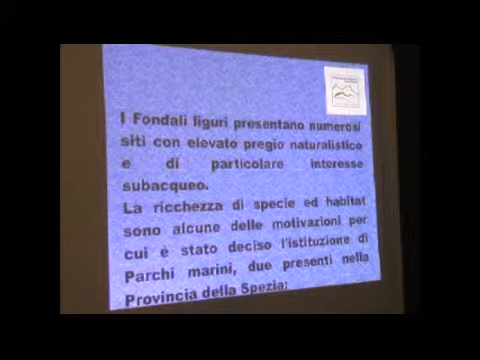 I Fondali liguri presentano numerosi
siti con elevato pregio naturalistico
e di particolare interesse
subacqueo.
La ricchezza di specie ed habitat
sono alcune delle motivazioni per
cui è stato deciso l'istituzione di
Parchi marini, due presenti nella
Provincia della Spezia: